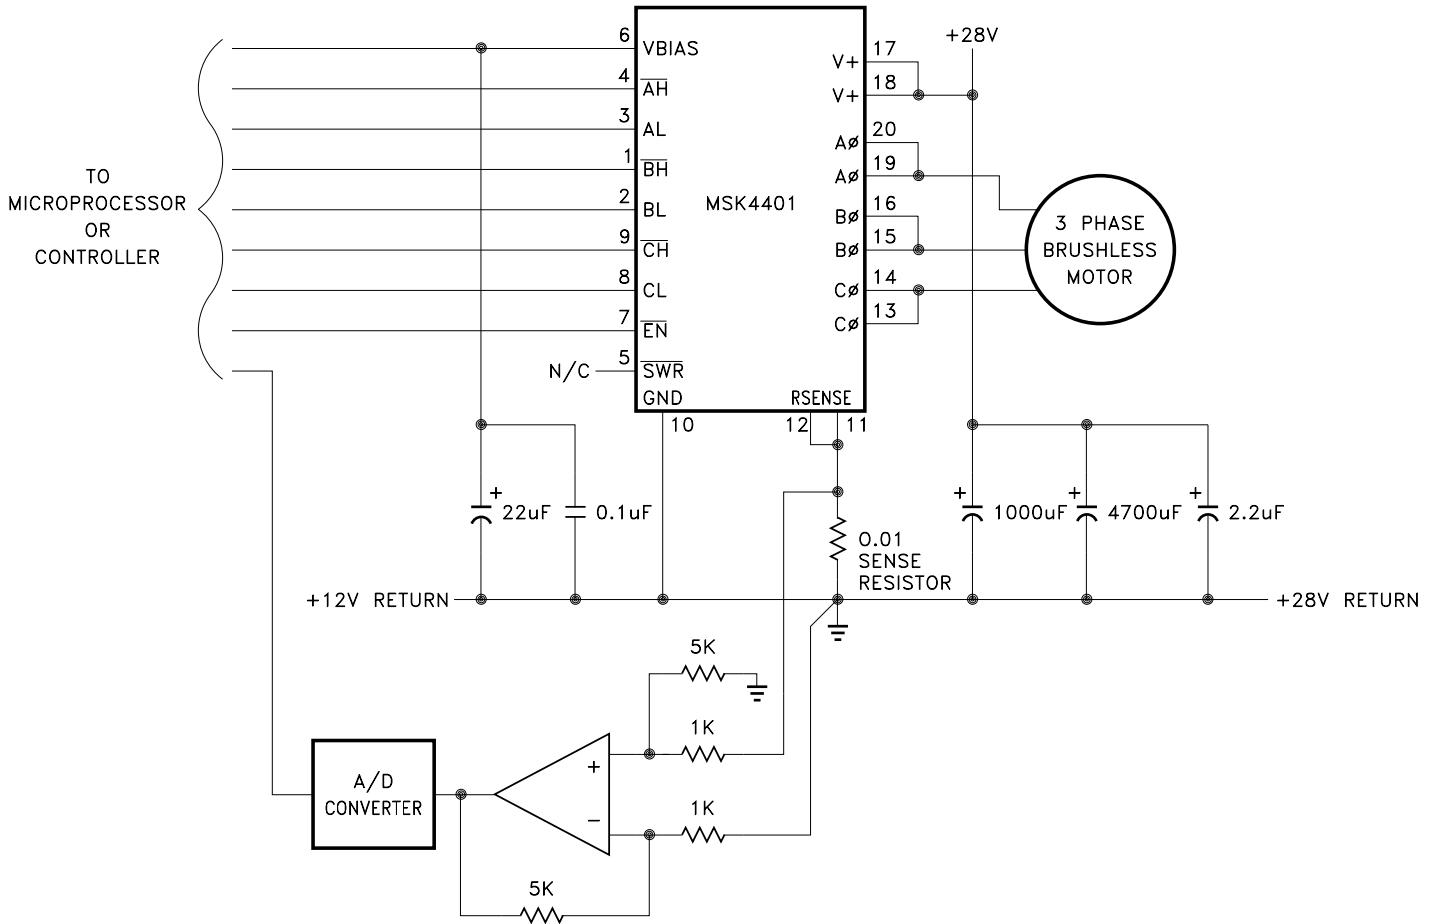 +28V
6 VBIAS
4 AH
3 AL
1 BH
2 BL
9 CH
8 CL
7 EN
N/C 5 SWR
GND
10
RSENSE
12 11
MSK4401
V+ 17
V+ 18
Aø 20
Aø 19
Bø 16
Bø 15
Cø 14
Cø 13
TO
MICROPROCESSOR
OR
CONTROLLER
3 PHASE
BRUSHLESS
MOTOR
+ 22uF
0.1uF
0.01
SENSE
RESISTOR
+ 1000uF
+ 4700uF
+ 2.2uF
+12V RETURN
+28V RETURN
5K
1K
+
1K
−
5K
A/D
CONVERTER